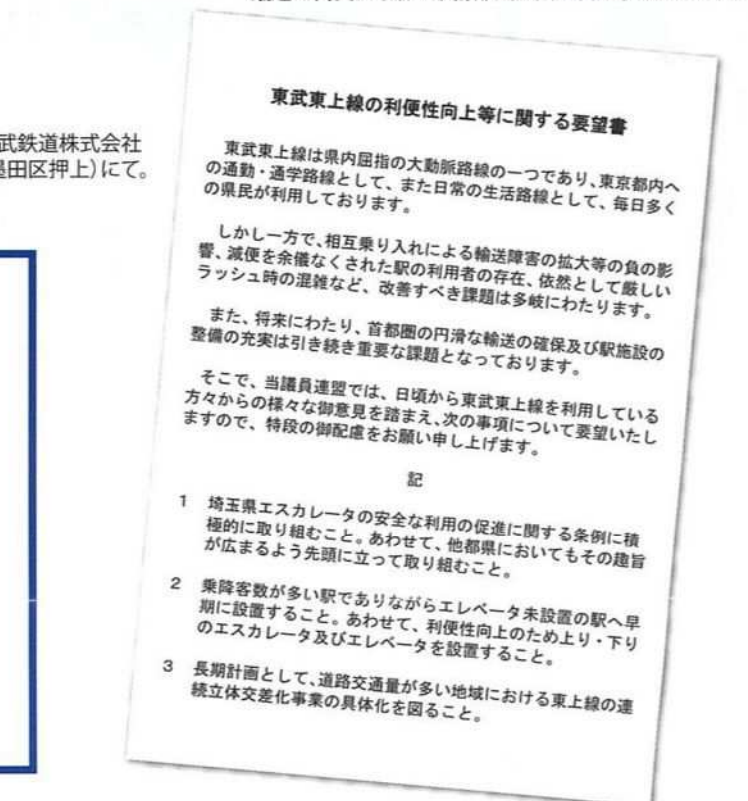 武鉄道株式会社
田区押上)にて。
東武東上線の利便性向上等に関する要望書
東武東上線は県内屈指の大動脈路線の一つであり、東京都内へ
の通勤・通学路線として、また日常の生活路線として、毎日多く
の県民が利用しております。
しかし一方で、相互乗り入れによる輸送障害の拡大等の負の影
響、減便を余儀なくされた駅の利用者の存在、依然として厳しい
ラッシュ時の混雑など、改善すべき課題は多岐にわたります。
また、将来にわたり、首都圏の円滑な輸送の確保及び駅施設の
整備の充実は引き続き重要な課題となっております。
そこで、当議員連盟では、日頃から東武東上線を利用している
方々からの様々な御意見を踏まえ、次の事項について要望いたし
ますので、特段の御配慮をお願い申し上げます。
記
1 埼玉県エスカレータの安全な利用の促進に関する条例に積
極的に取り組むこと。あわせて、他都県においてもその趣旨
が広まるよう先頭に立って取り組むこと。
2 乗降客数が多い駅でありながらエレベータ未設置の駅へ早
期に設置すること。あわせて、利便性向上のため上り・下り
のエスカレータ及びエレベータを設置すること。
3 長期計画として、道路交通量が多い地域における東上線の連
続立体交差化事業の具体化を図ること。